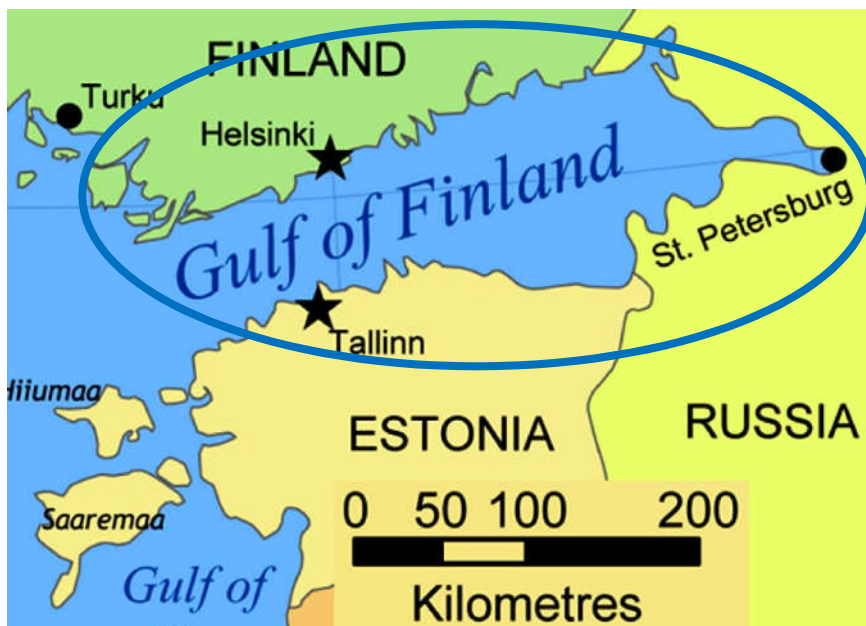 FINLAND
Turku
Helsinki
Gulf of Finland
St. Petersburg
Tallinn
Hiiumaa
ESTONIA
RUSSIA
Saaremaa
0 50 100 200
Gulf of
Kilometres